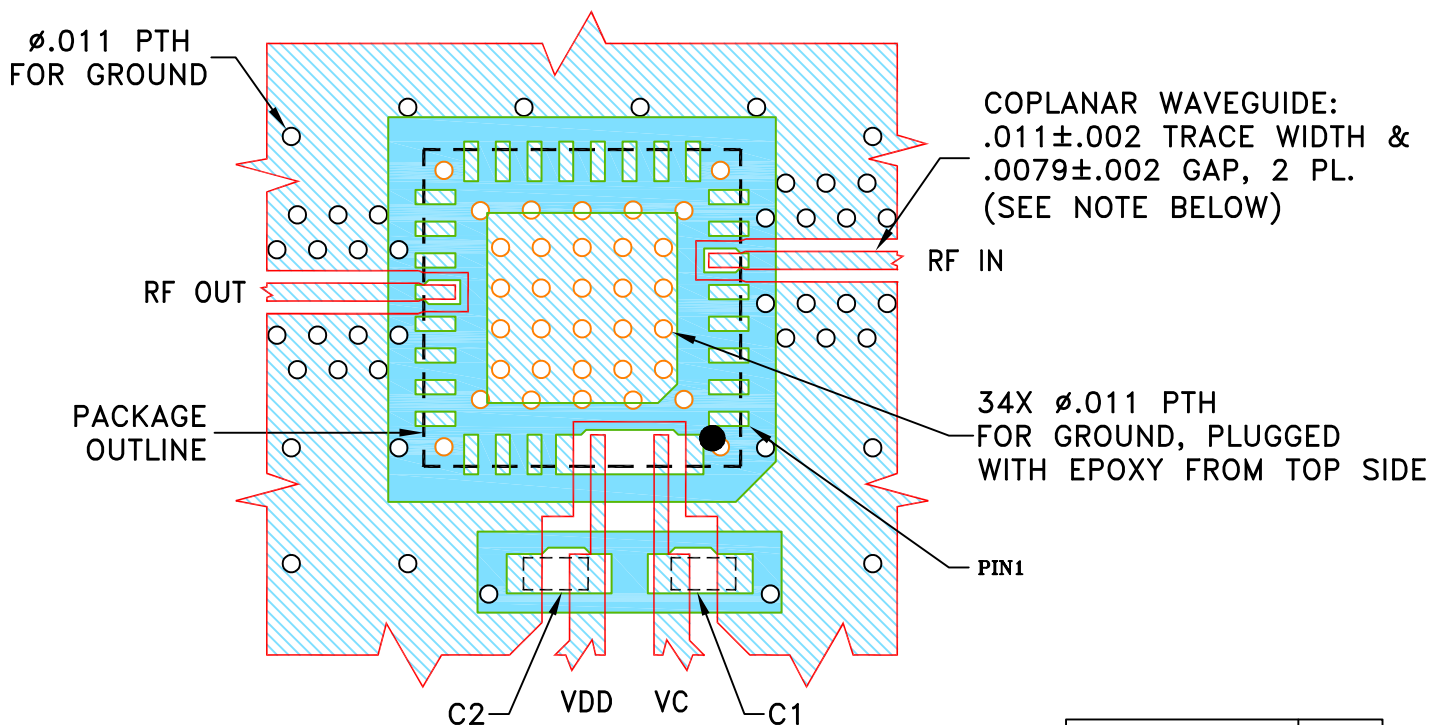 ø.011 PTH
FOR GROUND
COPLANAR WAVEGUIDE:
.011±.002 TRACE WIDTH &
.0079±.002 GAP, 2 PL.
(SEE NOTE BELOW)
RF IN
RF OUT
34X ø.011 PTH
FOR GROUND, PLUGGED
WITH EPOXY FROM TOP SIDE
PACKAGE
OUTLINE
PIN1
C2
VDD
VC
C1